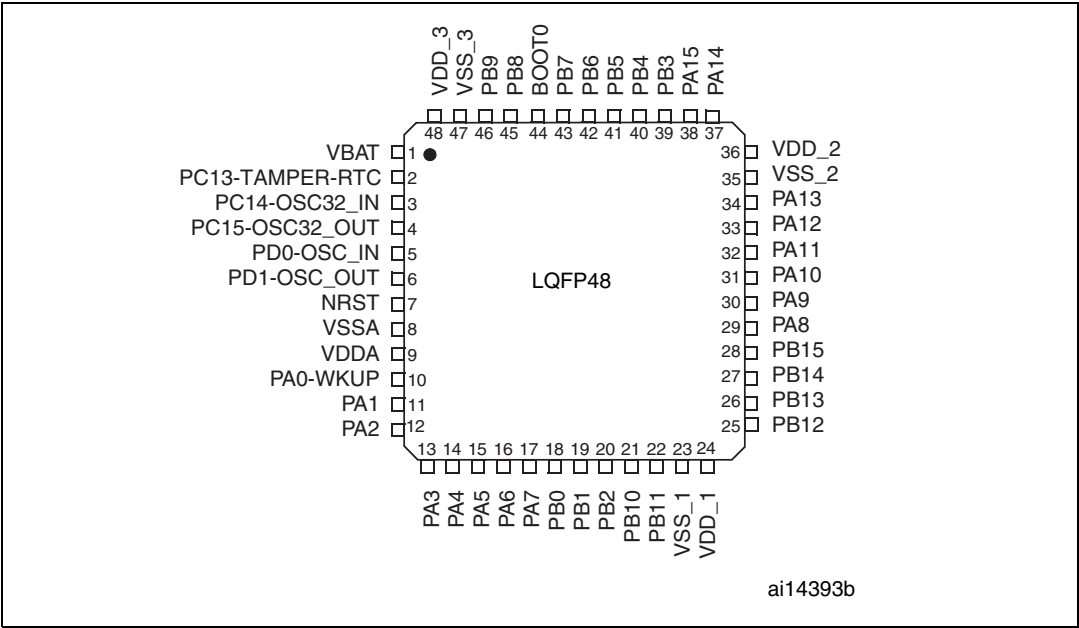 VDD_3
VSS_3
PB9
PB8
BOOT0
PB7
PB6
PB5
PB4
PB3
PA15
PA14
48 47 46 45 44 43 42 41 40 39 38 37
VBAT 1
PC13-TAMPER-RTC 2
PC14-OSC32_IN 3
PC15-OSC32_OUT 4
PD0-OSC_IN 5
PD1-OSC_OUT 6
NRST 7
VSSA 8
VDDA 9
PA0-WKUP 10
PA1 11
PA2 12
LQFP48
36 VDD_2
35 VSS_2
34 PA13
33 PA12
32 PA11
31 PA10
30 PA9
29 PA8
28 PB15
27 PB14
26 PB13
25 PB12
13 14 15 16 17 18 19 20 21 22 23 24
PA3
PA4
PA5
PA6
PA7
PB0
PB1
PB2
PB10
PB11
VSS_1
VDD_1
ai14393b